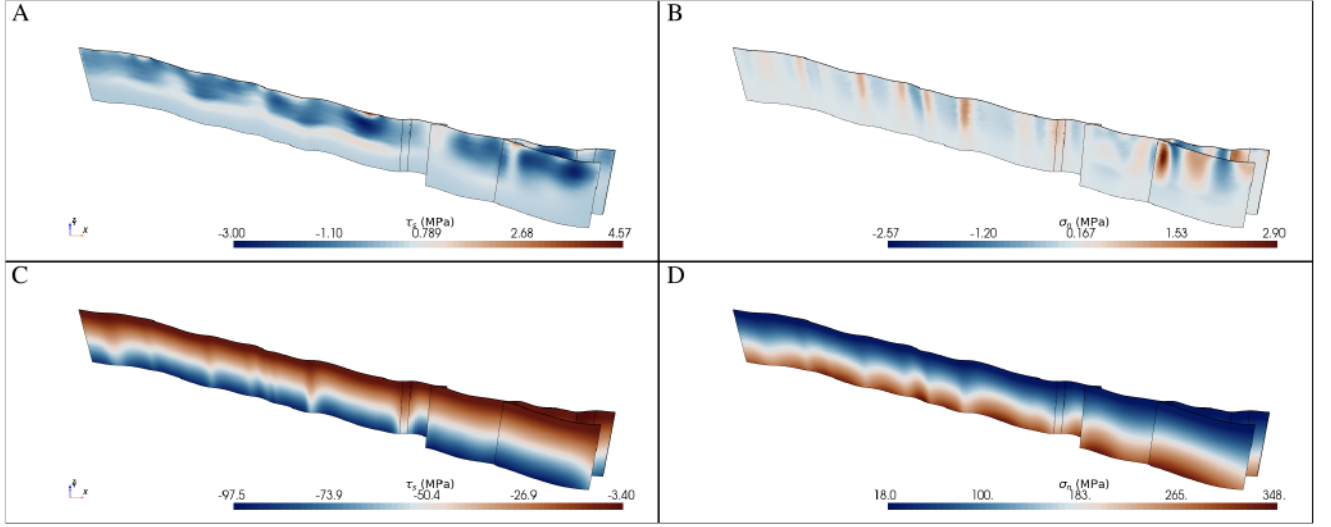 A
B
τs (MPa)
-3.00 -1.10 0.789 2.68 4.57
x
σn (MPa)
-2.57 -1.20 0.167 1.53 2.90
C
D
τs (MPa)
-97.5 -73.9 -50.4 -26.9 -3.40
x
σn (MPa)
18.0 100. 183. 265. 348.